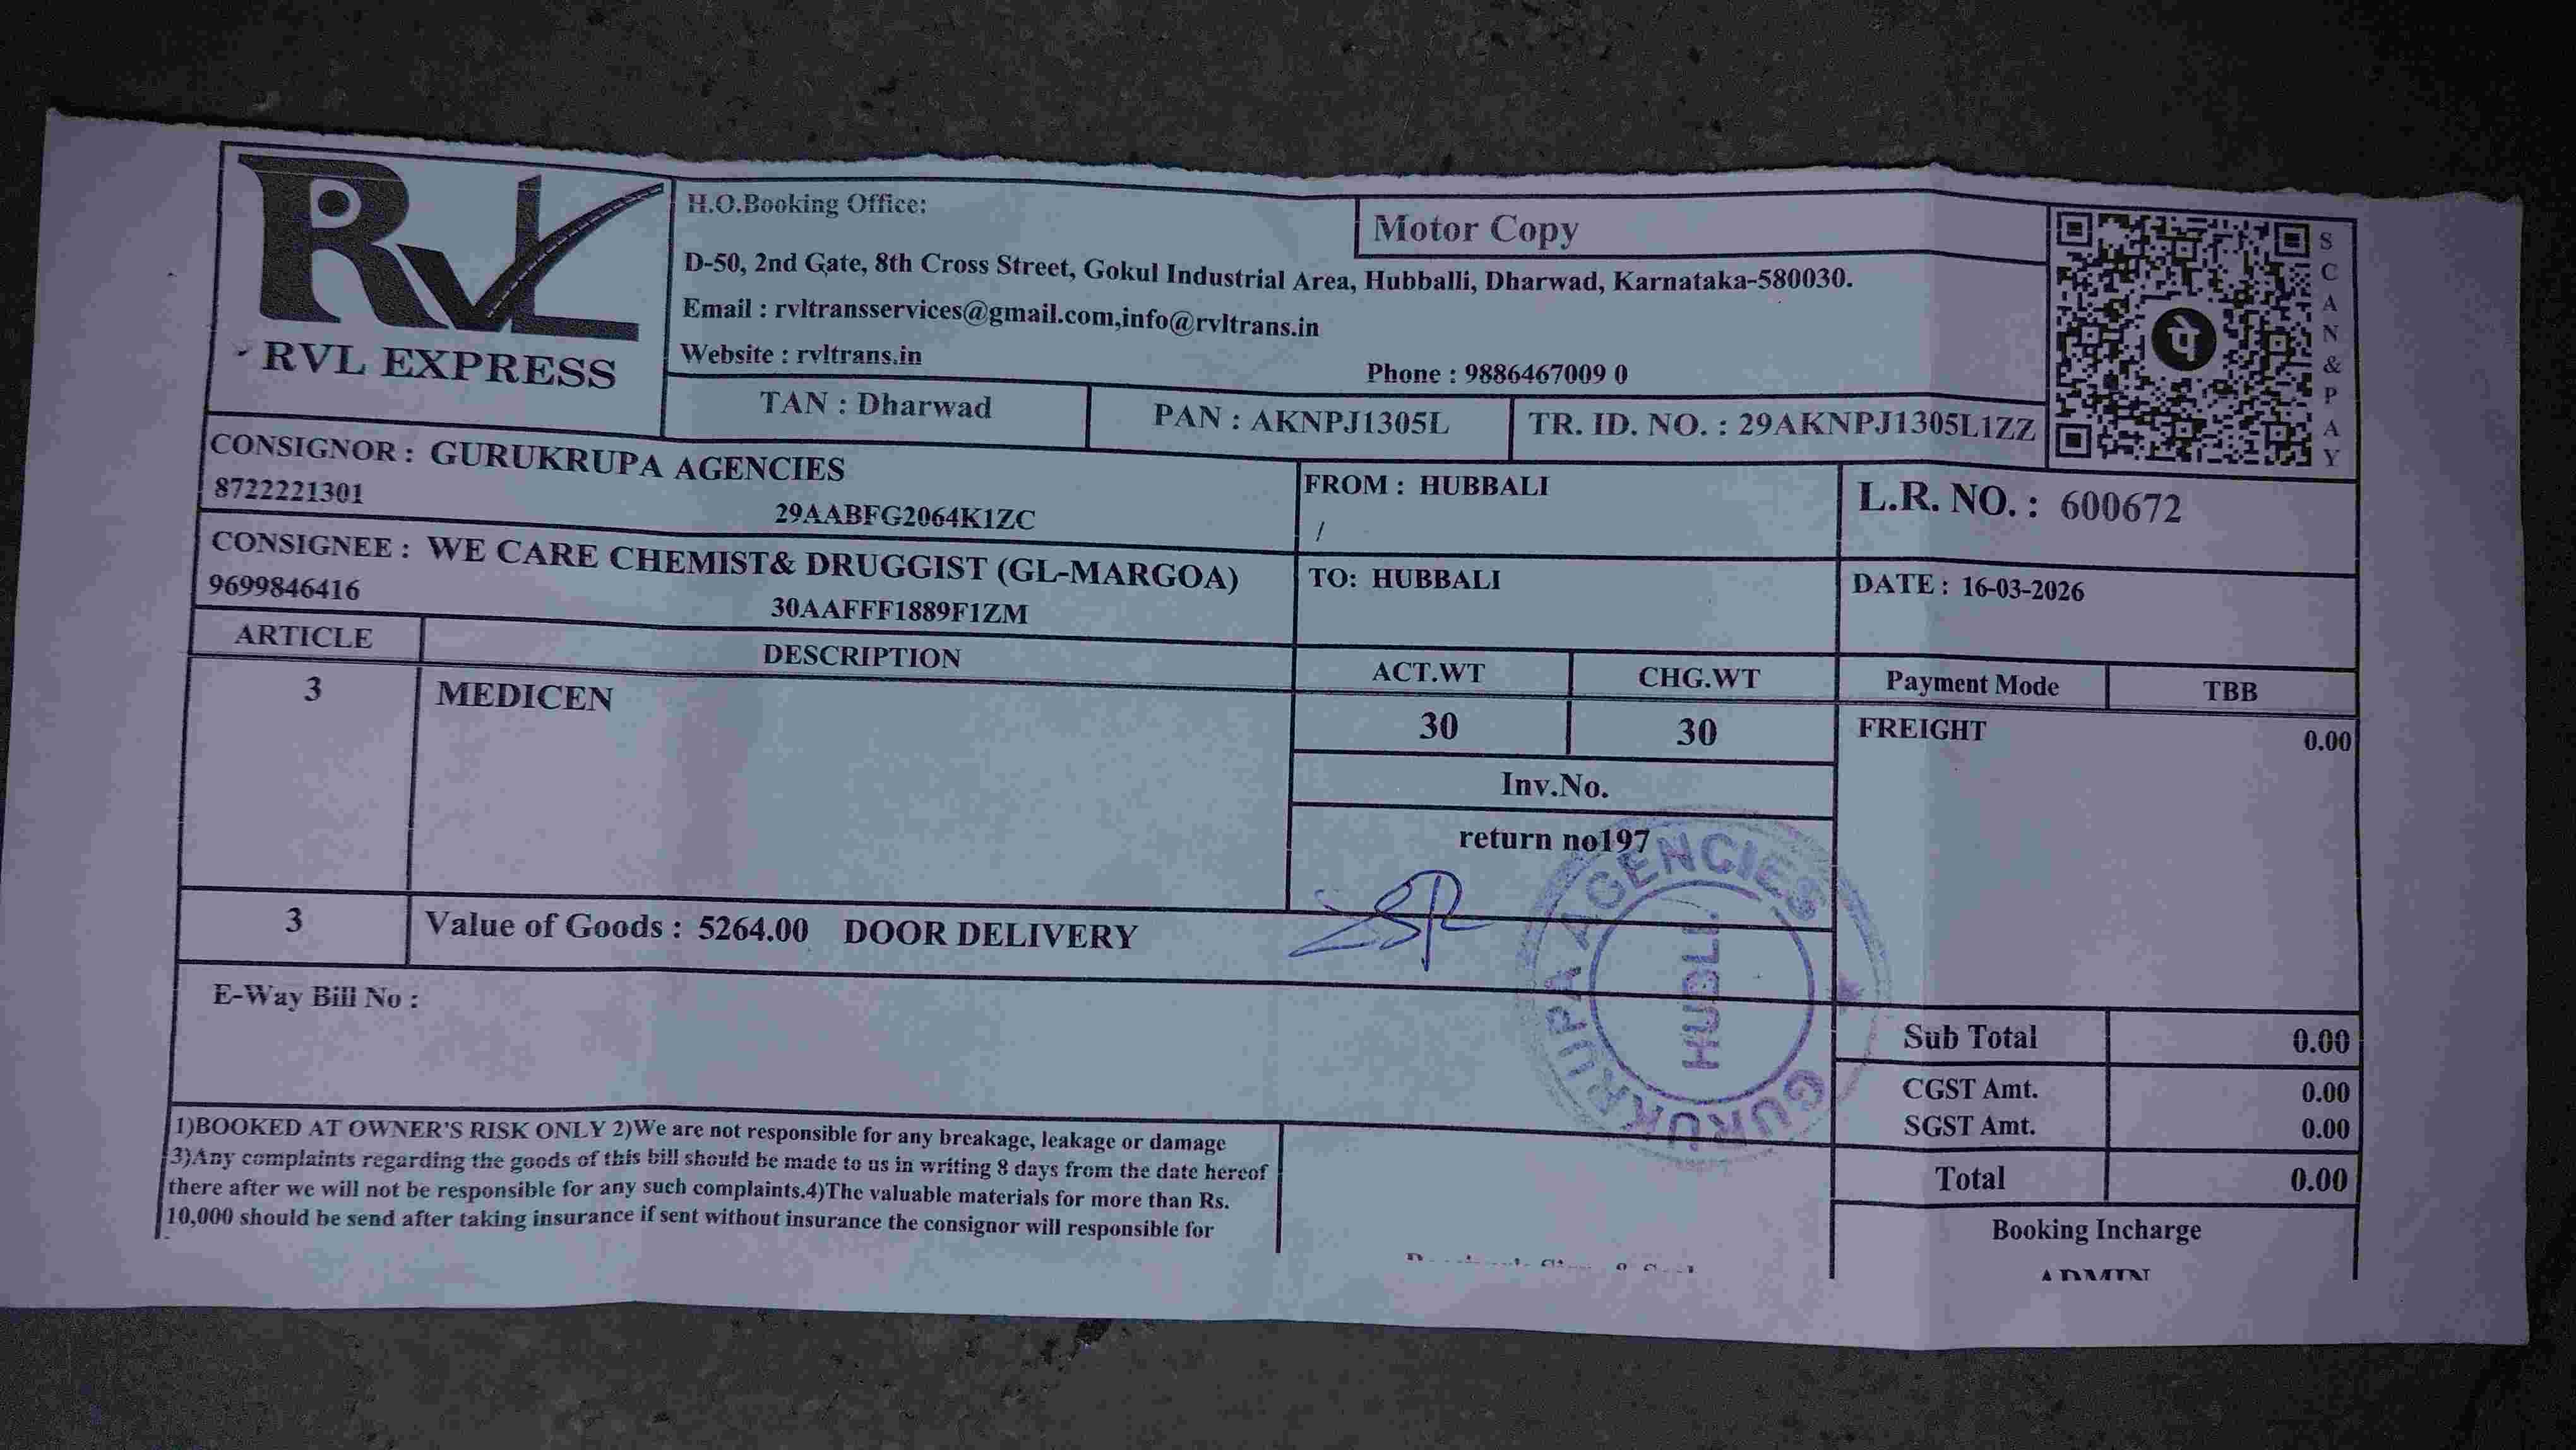 RVL
RVL EXPRESS
H.O.Booking Office:
Motor Copy
D-50, 2nd Gate, 8th Cross Street, Gokul Industrial Area, Hubballi, Dharwad, Karnataka-580030.
Email : rvltransservices@gmail.com,info@rvltrans.in
Website : rvltrans.in
Phone : 9886467009 0
TAN : Dharwad
PAN : AKNPJ1305L
TR. ID. NO. : 29AKNPJ1305L1ZZ
पे
SCAN&PAY
CONSIGNOR : GURUKRUPA AGENCIES
8722221301
29AABFG2064K1ZC
FROM : HUBBALI
/
L.R. NO. : 600672
CONSIGNEE : WE CARE CHEMIST& DRUGGIST (GL-MARGOA)
9699846416
30AAFFF1889F1ZM
TO: HUBBALI
DATE : 16-03-2026
ARTICLE
DESCRIPTION
ACT.WT
CHG.WT
Payment Mode
TBB
3
MEDICEN
30
30
FREIGHT
0.00
Inv.No.
return no197
3
Value of Goods : 5264.00 DOOR DELIVERY
GURUKRUPA AGENCIES
HUBLI.
E-Way Bill No :
Sub Total
0.00
CGST Amt.
0.00
SGST Amt.
0.00
Total
0.00
1)BOOKED AT OWNER'S RISK ONLY 2)We are not responsible for any breakage, leakage or damage
3)Any complaints regarding the goods of this bill should be made to us in writing 8 days from the date hereof
there after we will not be responsible for any such complaints.4)The valuable materials for more than Rs.
10,000 should be send after taking insurance if sent without insurance the consignor will responsible for
Booking Incharge
ADMIN